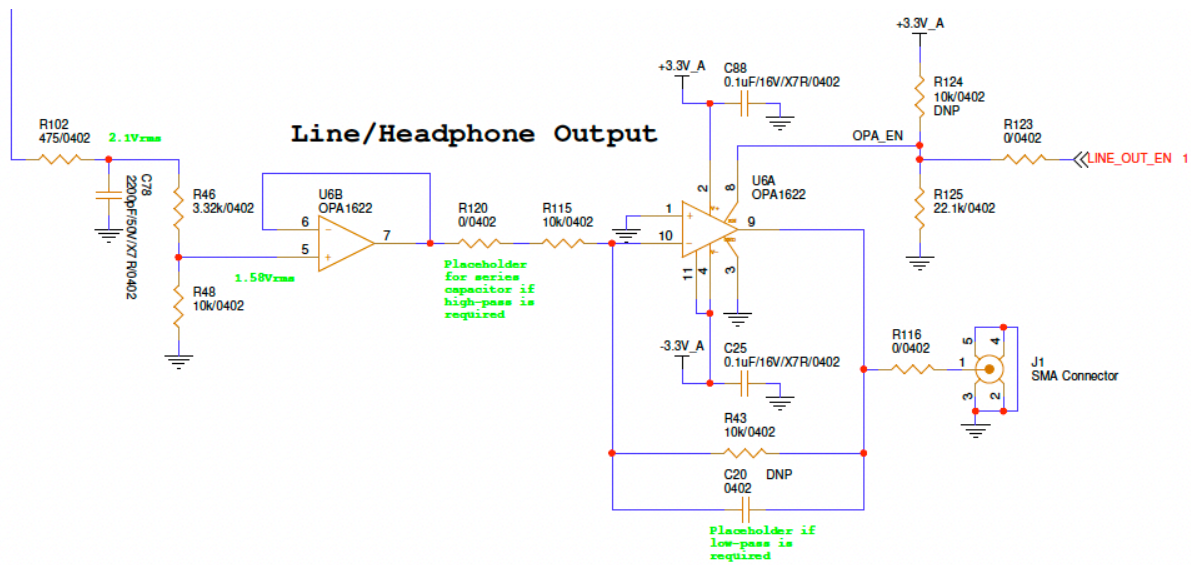 +3.3V_A
R124
10k/0402
DNP
+3.3V_A
C88
0.1uF/16V/X7R/0402
R102
475/0402
2.1Vrms
Line/Headphone Output
OPA_EN
R123
0/0402
LINE_OUT_EN 1
C78
2200pF/50V/X7R/0402
R46
3.32k/0402
U6B
OPA1622
6
5
7
R120
0/0402
R115
10k/0402
2
8
U6A
OPA1622
1
10
9
11
4
3
R125
22.1k/0402
1.58Vrms
R48
10k/0402
Placeholder
for series
capacitor if
high-pass is
required
-3.3V_A
C25
0.1uF/16V/X7R/0402
R116
0/0402
5
4
1
3
2
J1
SMA Connector
R43
10k/0402
C20
0402
DNP
Placeholder if
low-pass is
required